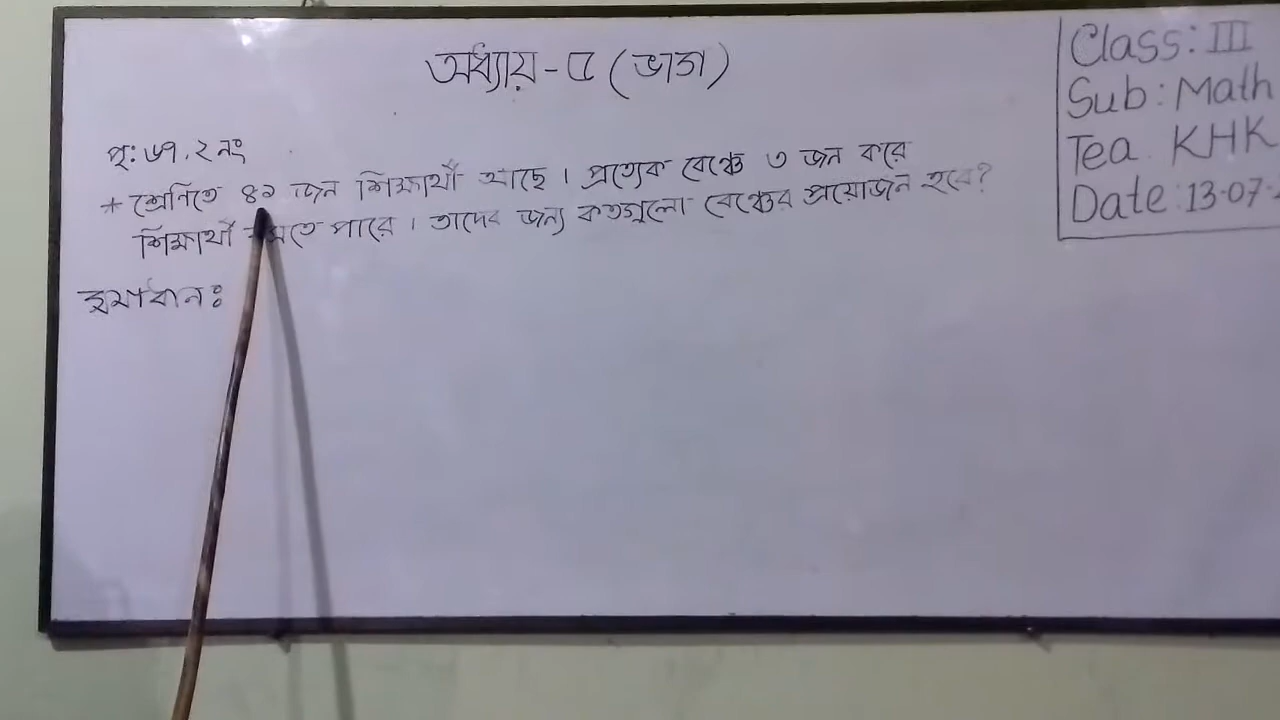 অধ্যায়-৫ (ভাগ)
Class: III
Sub: Math
Tea KHK
Date: 13-07-
পৃ: ৬৭, ২ নং
* শ্রেণিতে ৪১ জন শিক্ষার্থী আছে। প্রত্যেক বেঞ্চে ৩ জন করে
শিক্ষার্থী বসতে পারে। তাদের জন্য কতগুলো বেঞ্চের প্রয়োজন হবে?
সমাধান: